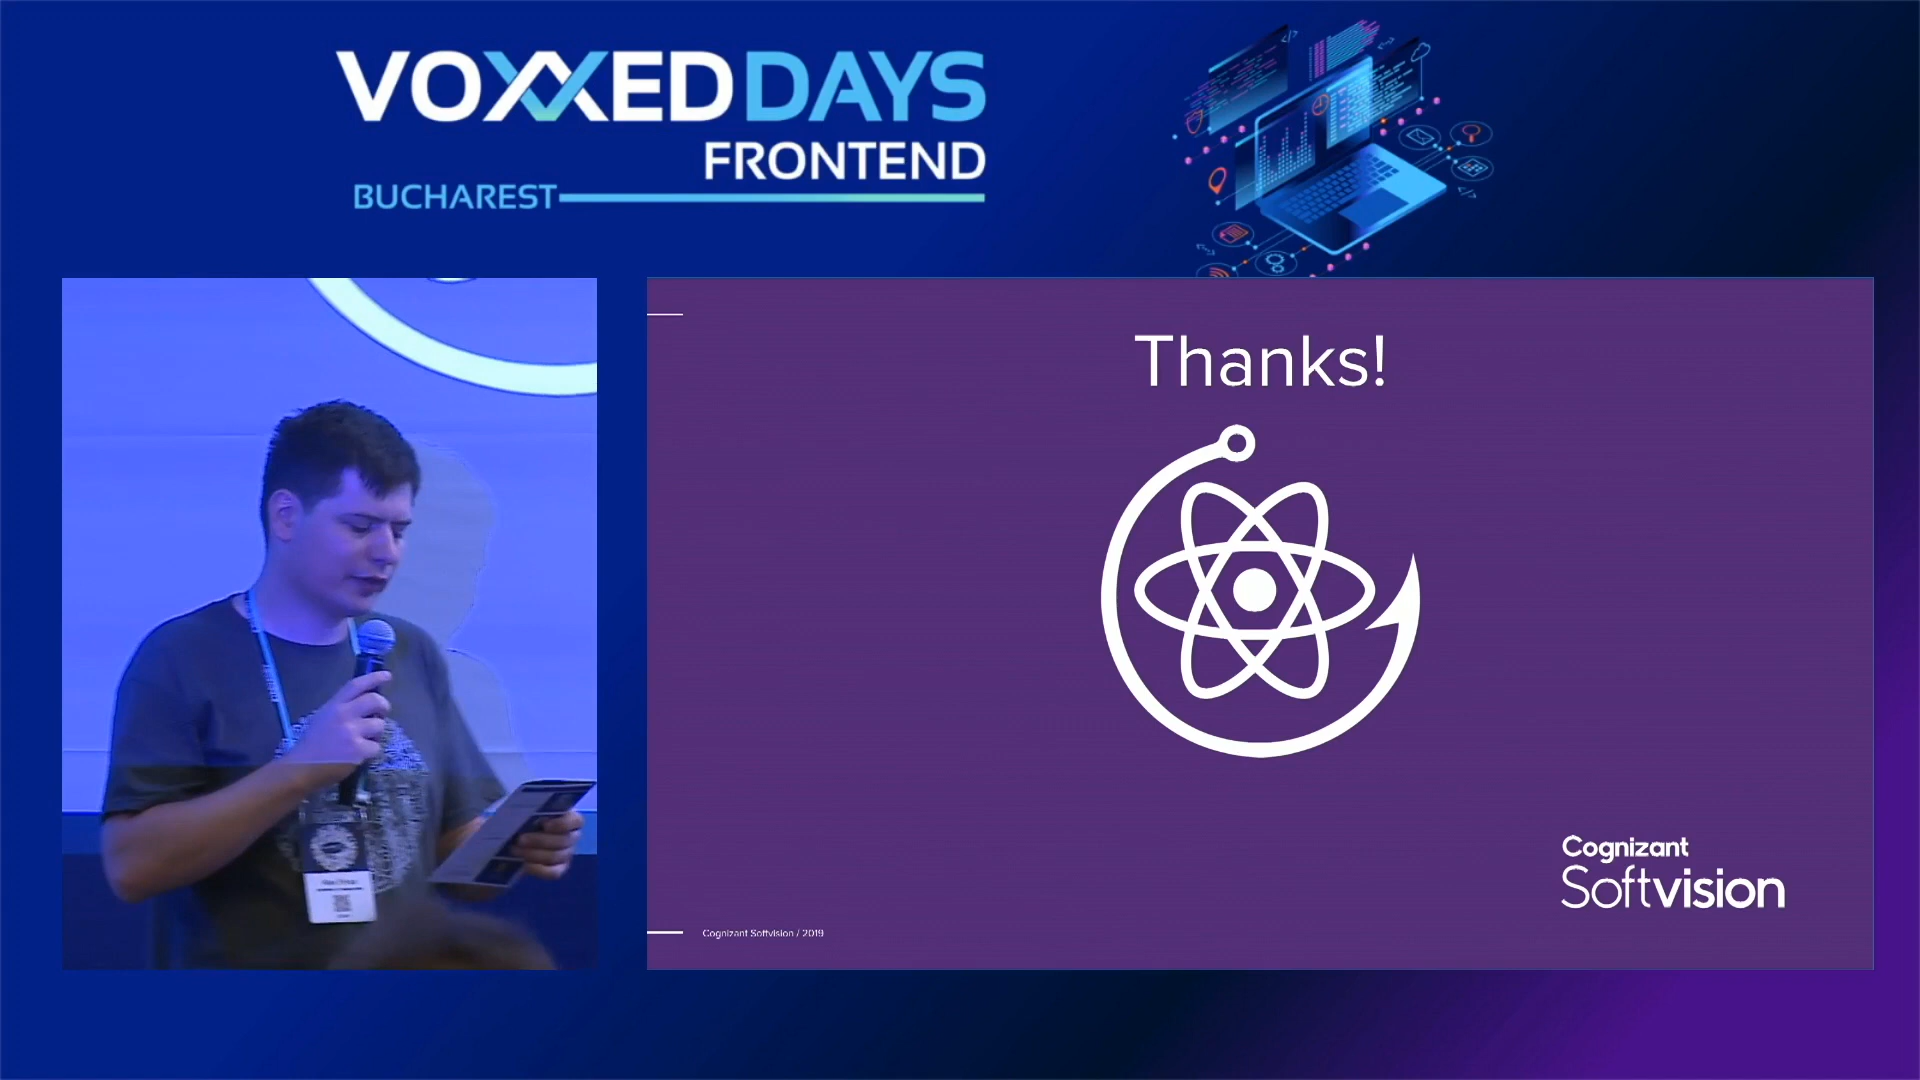 VOXXED DAYS
FRONTEND
BUCHAREST
Thanks!
Cognizant
Softvision
Cognizant Softvision / 2019